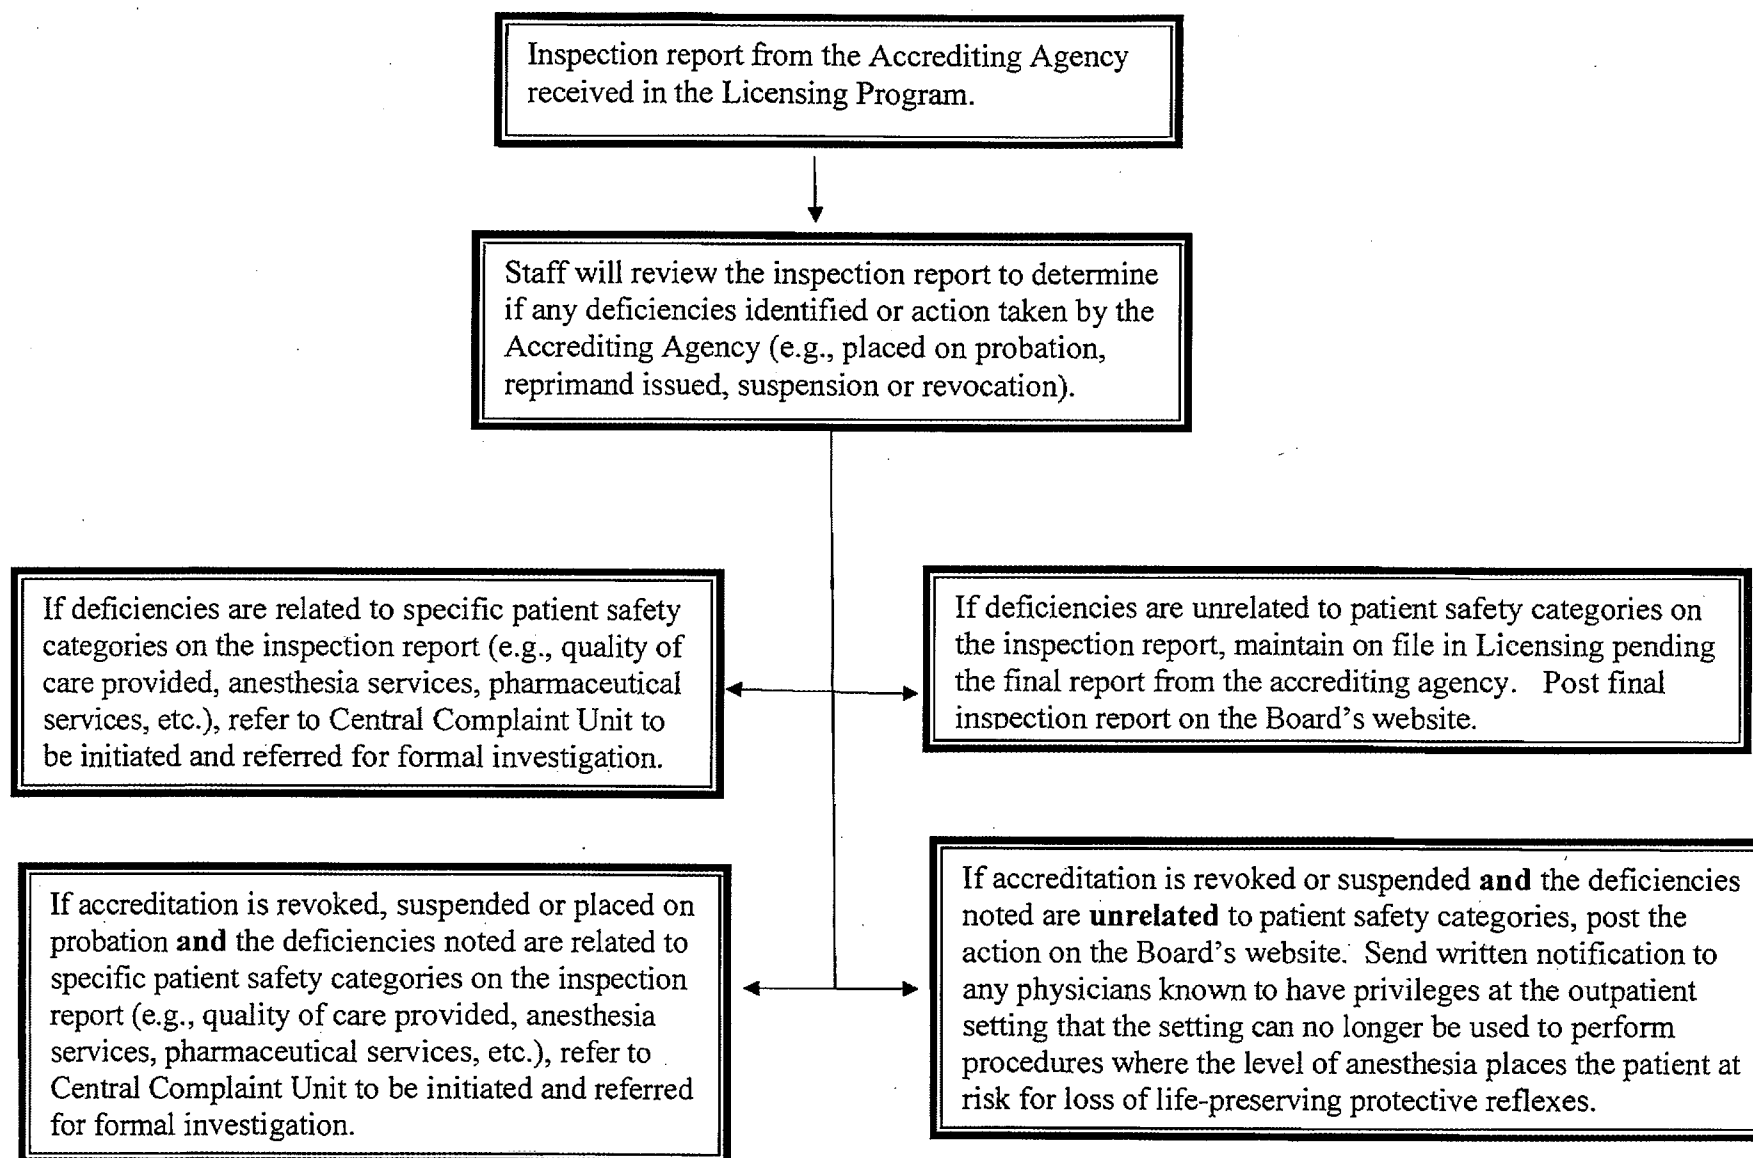 Inspection report from the Accrediting Agency
received in the Licensing Program.
Staff will review the inspection report to determine
if any deficiencies identified or action taken by the
Accrediting Agency (e.g., placed on probation,
reprimand issued, suspension or revocation).
If deficiencies are related to specific patient safety
categories on the inspection report (e.g., quality of
care provided, anesthesia services, pharmaceutical
services, etc.), refer to Central Complaint Unit to
be initiated and referred for formal investigation.
If deficiencies are unrelated to patient safety categories on
the inspection report, maintain on file in Licensing pending
the final report from the accrediting agency. Post final
inspection report on the Board's website.
If accreditation is revoked, suspended or placed on
probation and the deficiencies noted are related to
specific patient safety categories on the inspection
report (e.g., quality of care provided, anesthesia
services, pharmaceutical services, etc.), refer to
Central Complaint Unit to be initiated and referred
for formal investigation.
If accreditation is revoked or suspended and the deficiencies
noted are unrelated to patient safety categories, post the
action on the Board's website. Send written notification to
any physicians known to have privileges at the outpatient
setting that the setting can no longer be used to perform
procedures where the level of anesthesia places the patient at
risk for loss of life-preserving protective reflexes.